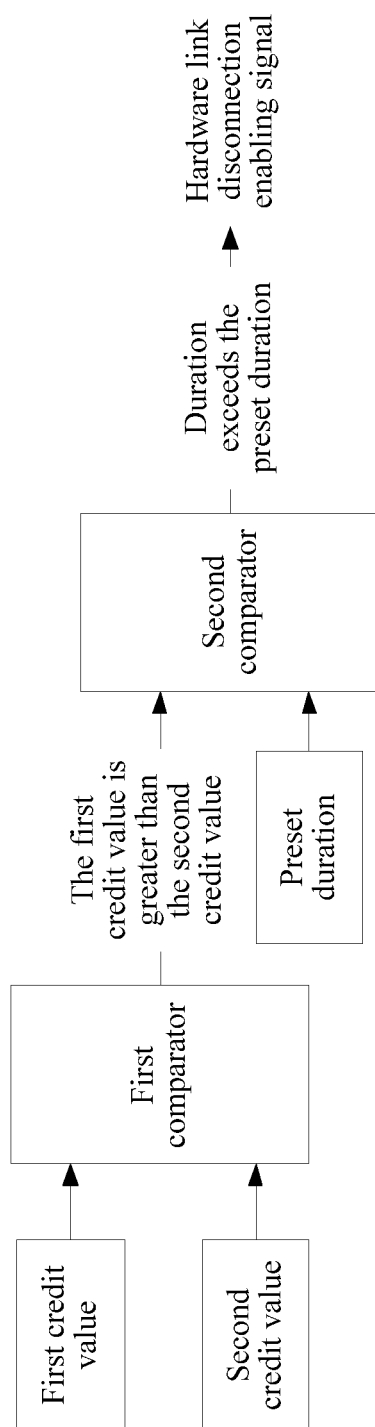 First credit
value
Second
credit value
First
comparator
The first
credit value is
greater than
the second
credit value
Preset
duration
Second
comparator
Duration
exceeds the
preset duration
Hardware link
disconnection
enabling signal